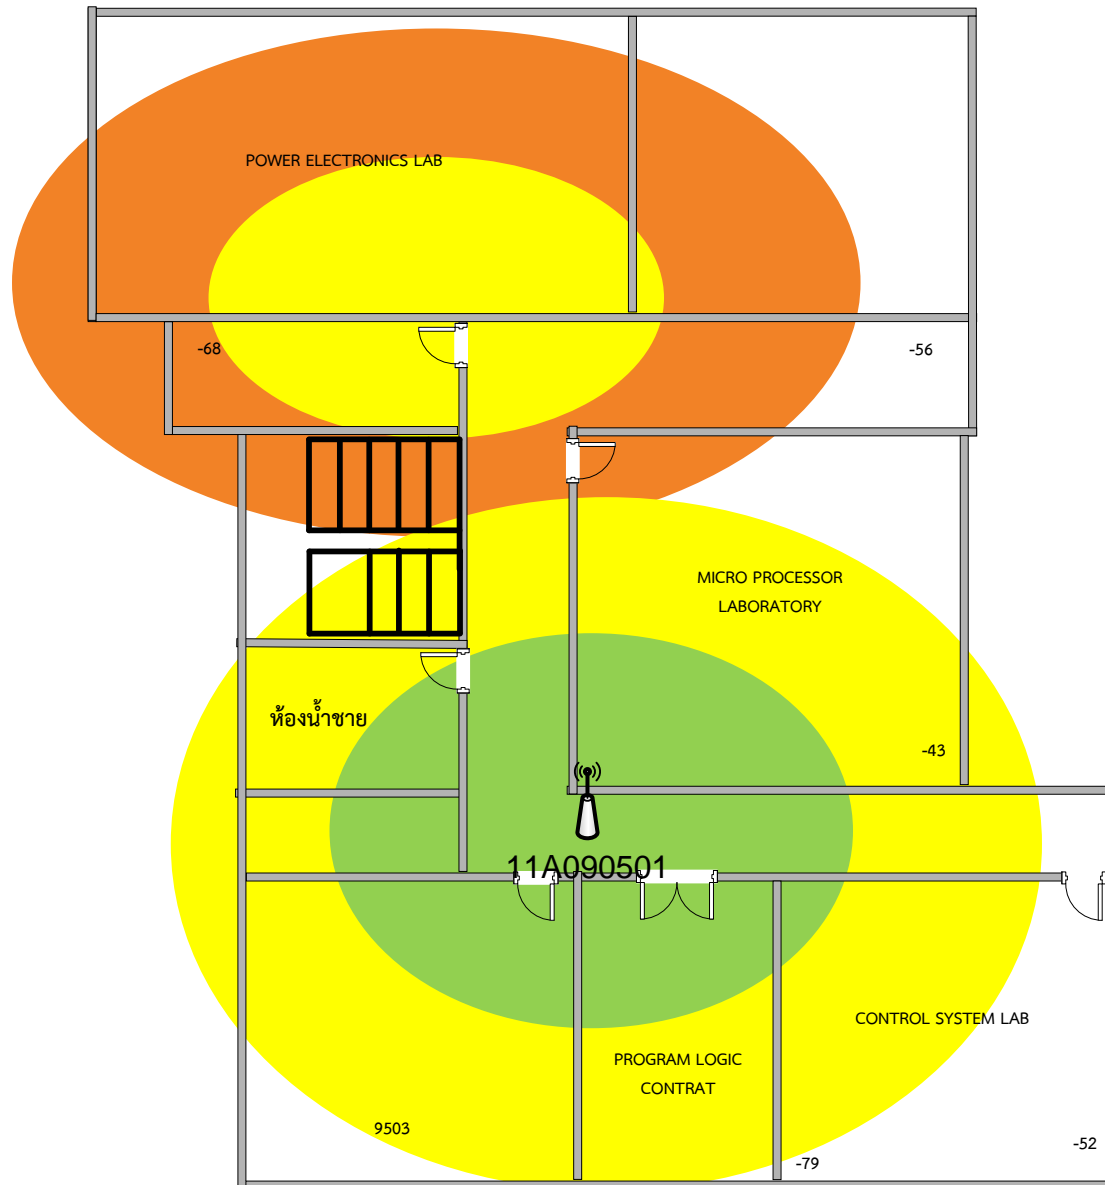 POWER ELECTRONICS LAB
-68
-56
MICRO PROCESSOR
LABORATORY
ห้องน้ำชาย
-43
11A090501
CONTROL SYSTEM LAB
PROGRAM LOGIC
CONTRAT
9503
-52
-79